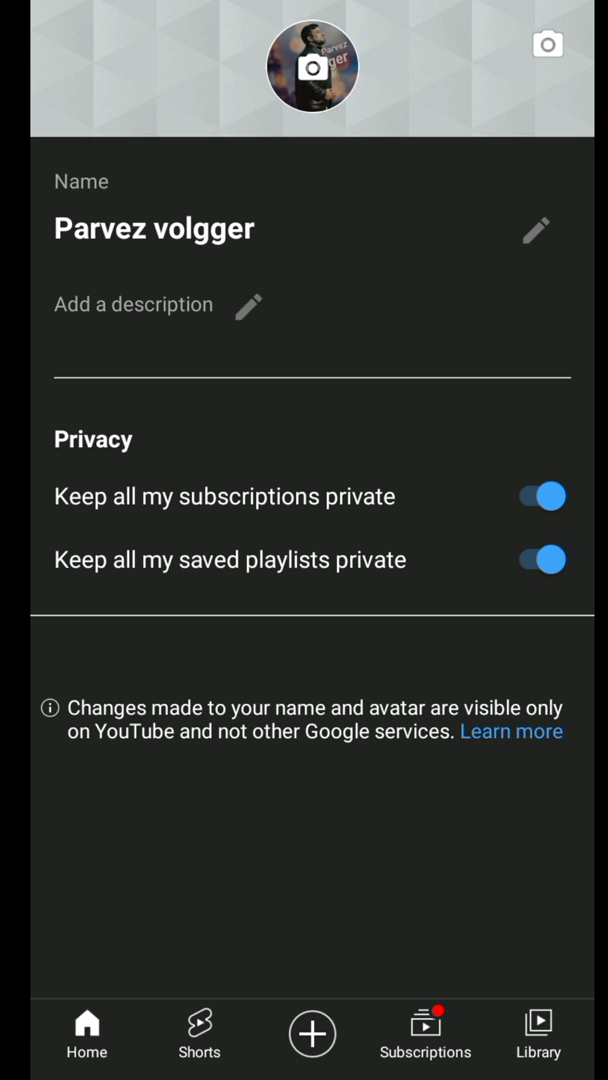 Parvez
ger
Name
Parvez volgger
Add a description
Privacy
Keep all my subscriptions private
Keep all my saved playlists private
Changes made to your name and avatar are visible only
on YouTube and not other Google services. Learn more
Home
Shorts
Subscriptions
Library